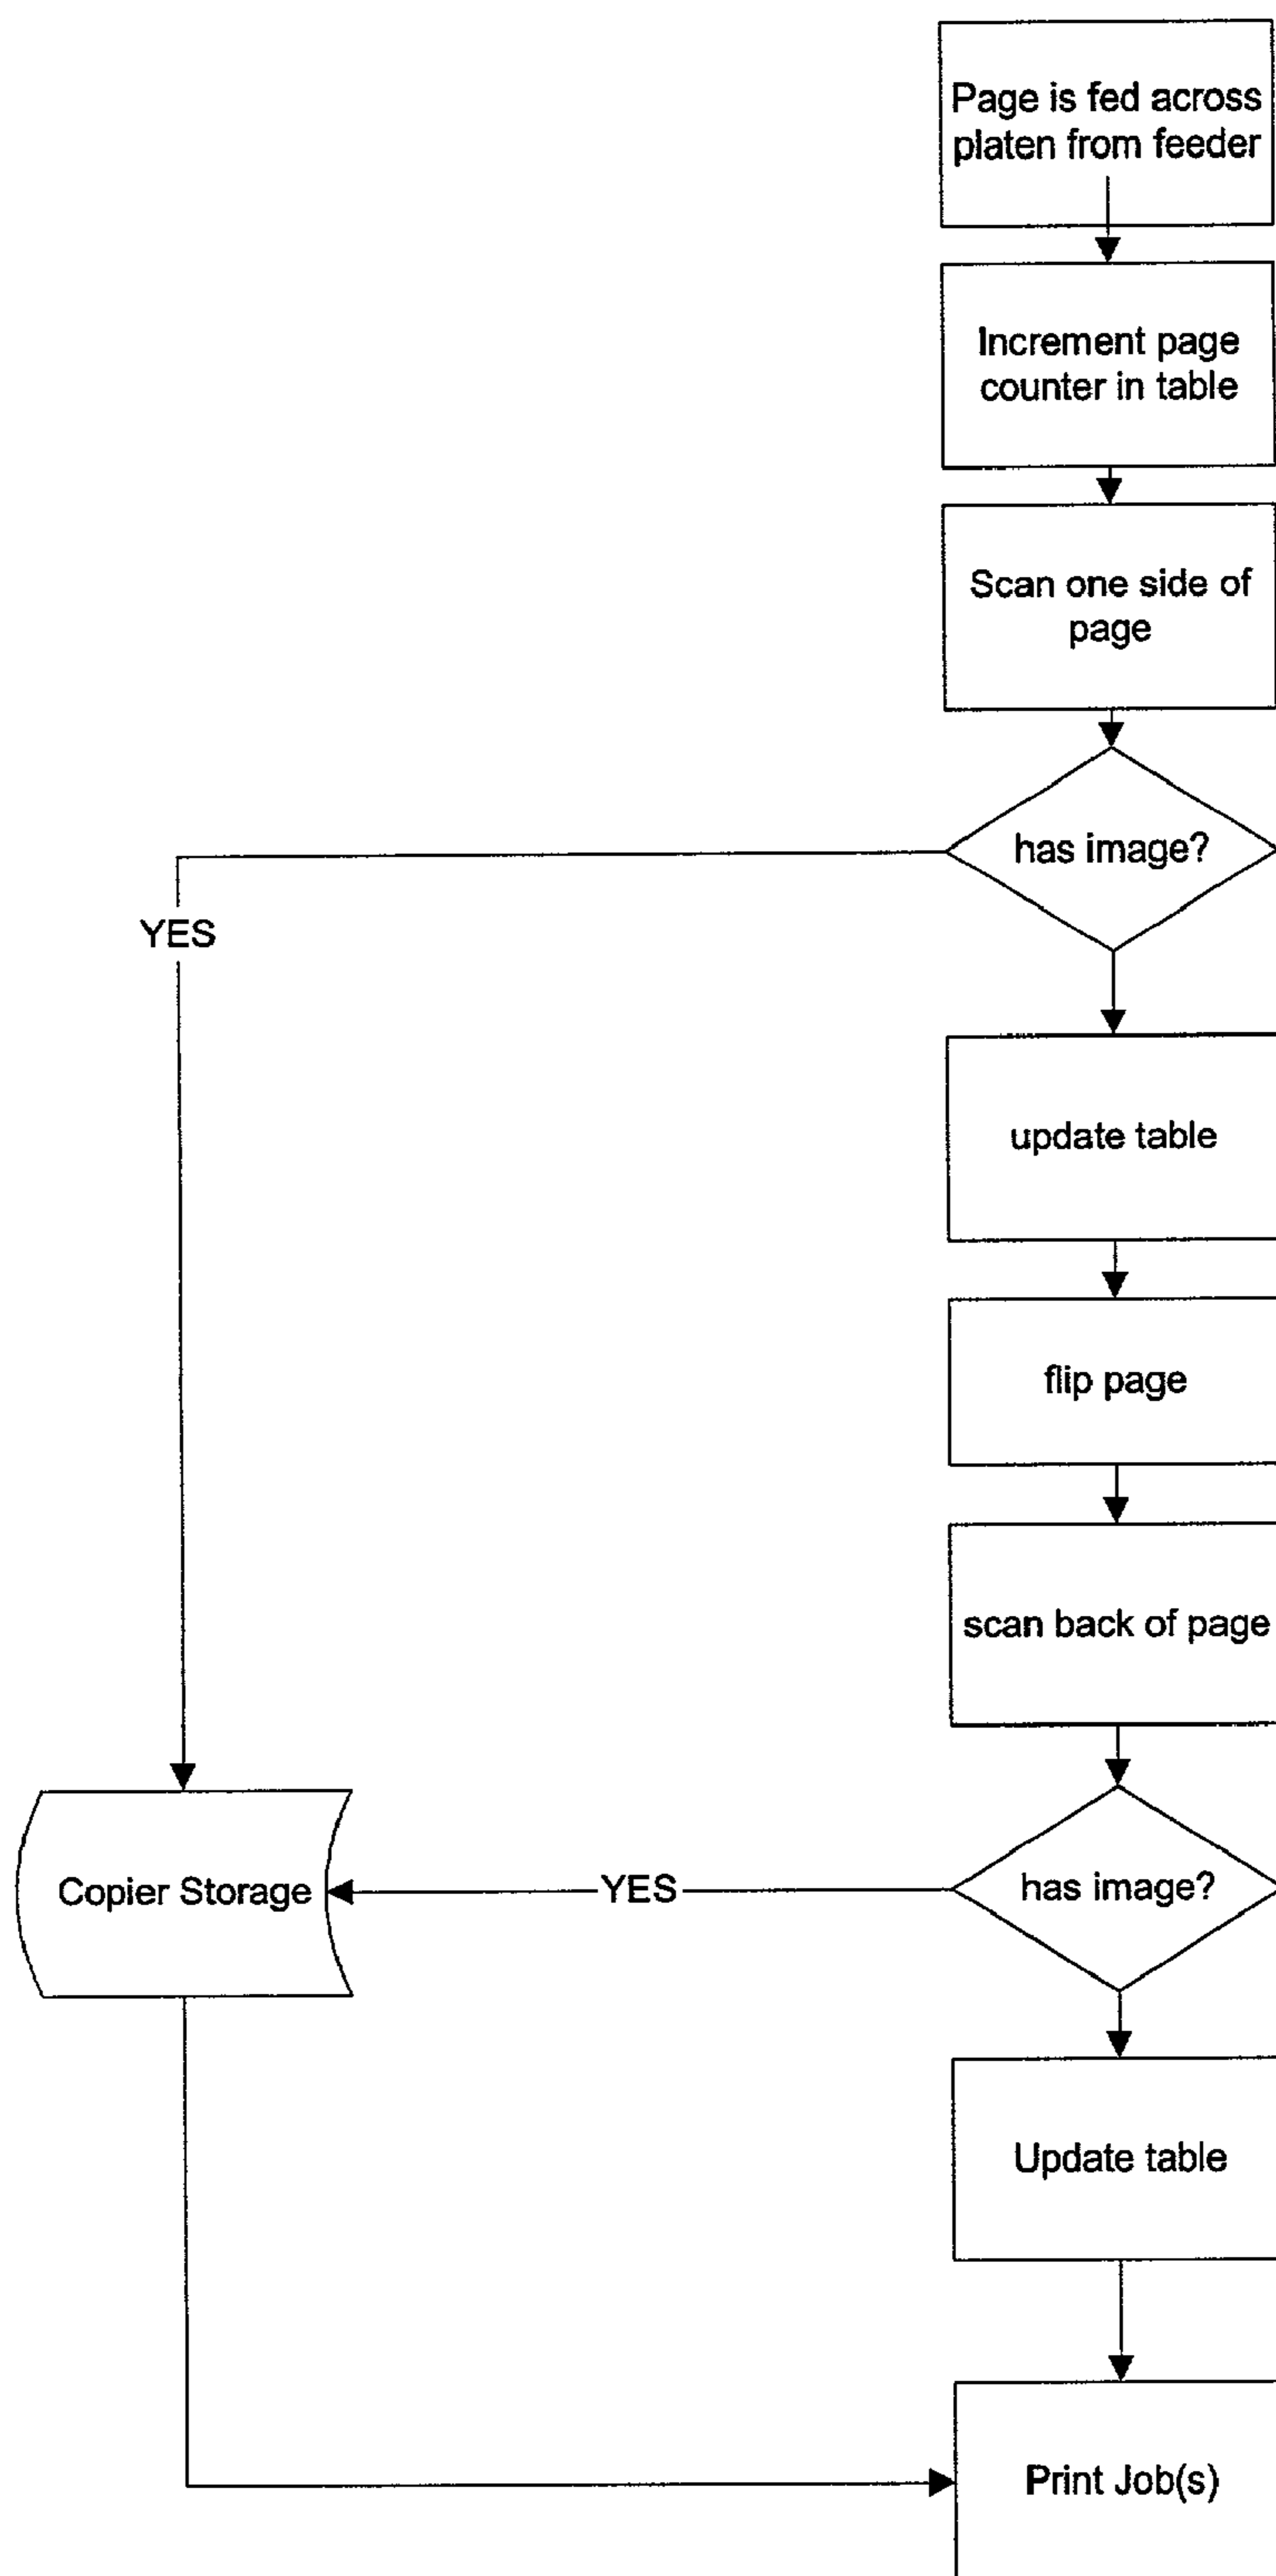 Page is fed across
platen from feeder
Increment page
counter in table
Scan one side of
page
has image?
YES
update table
flip page
scan back of page
has image?
YES
Copier Storage
Update table
Print Job(s)